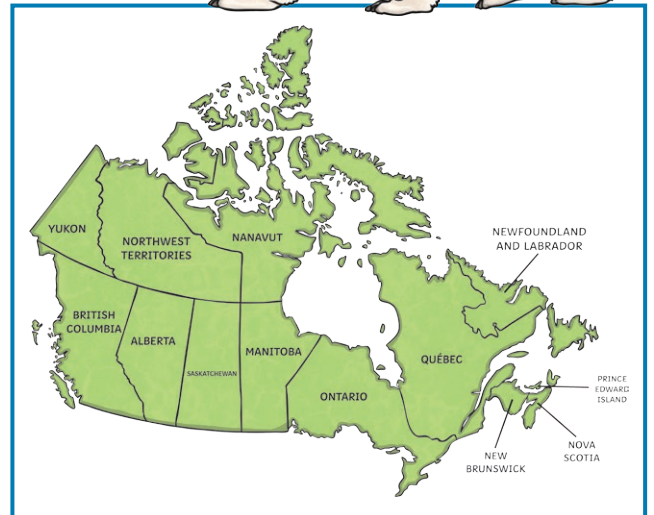 YUKON
NORTHWEST
TERRITORIES
NANAVUT
NEWFOUNDLAND
AND LABRADOR
BRITISH
COLUMBIA
ALBERTA
SASKATCHEWAN
MANITOBA
ONTARIO
QUÉBEC
PRINCE
EDWARD
ISLAND
NOVA
SCOTIA
NEW
BRUNSWICK